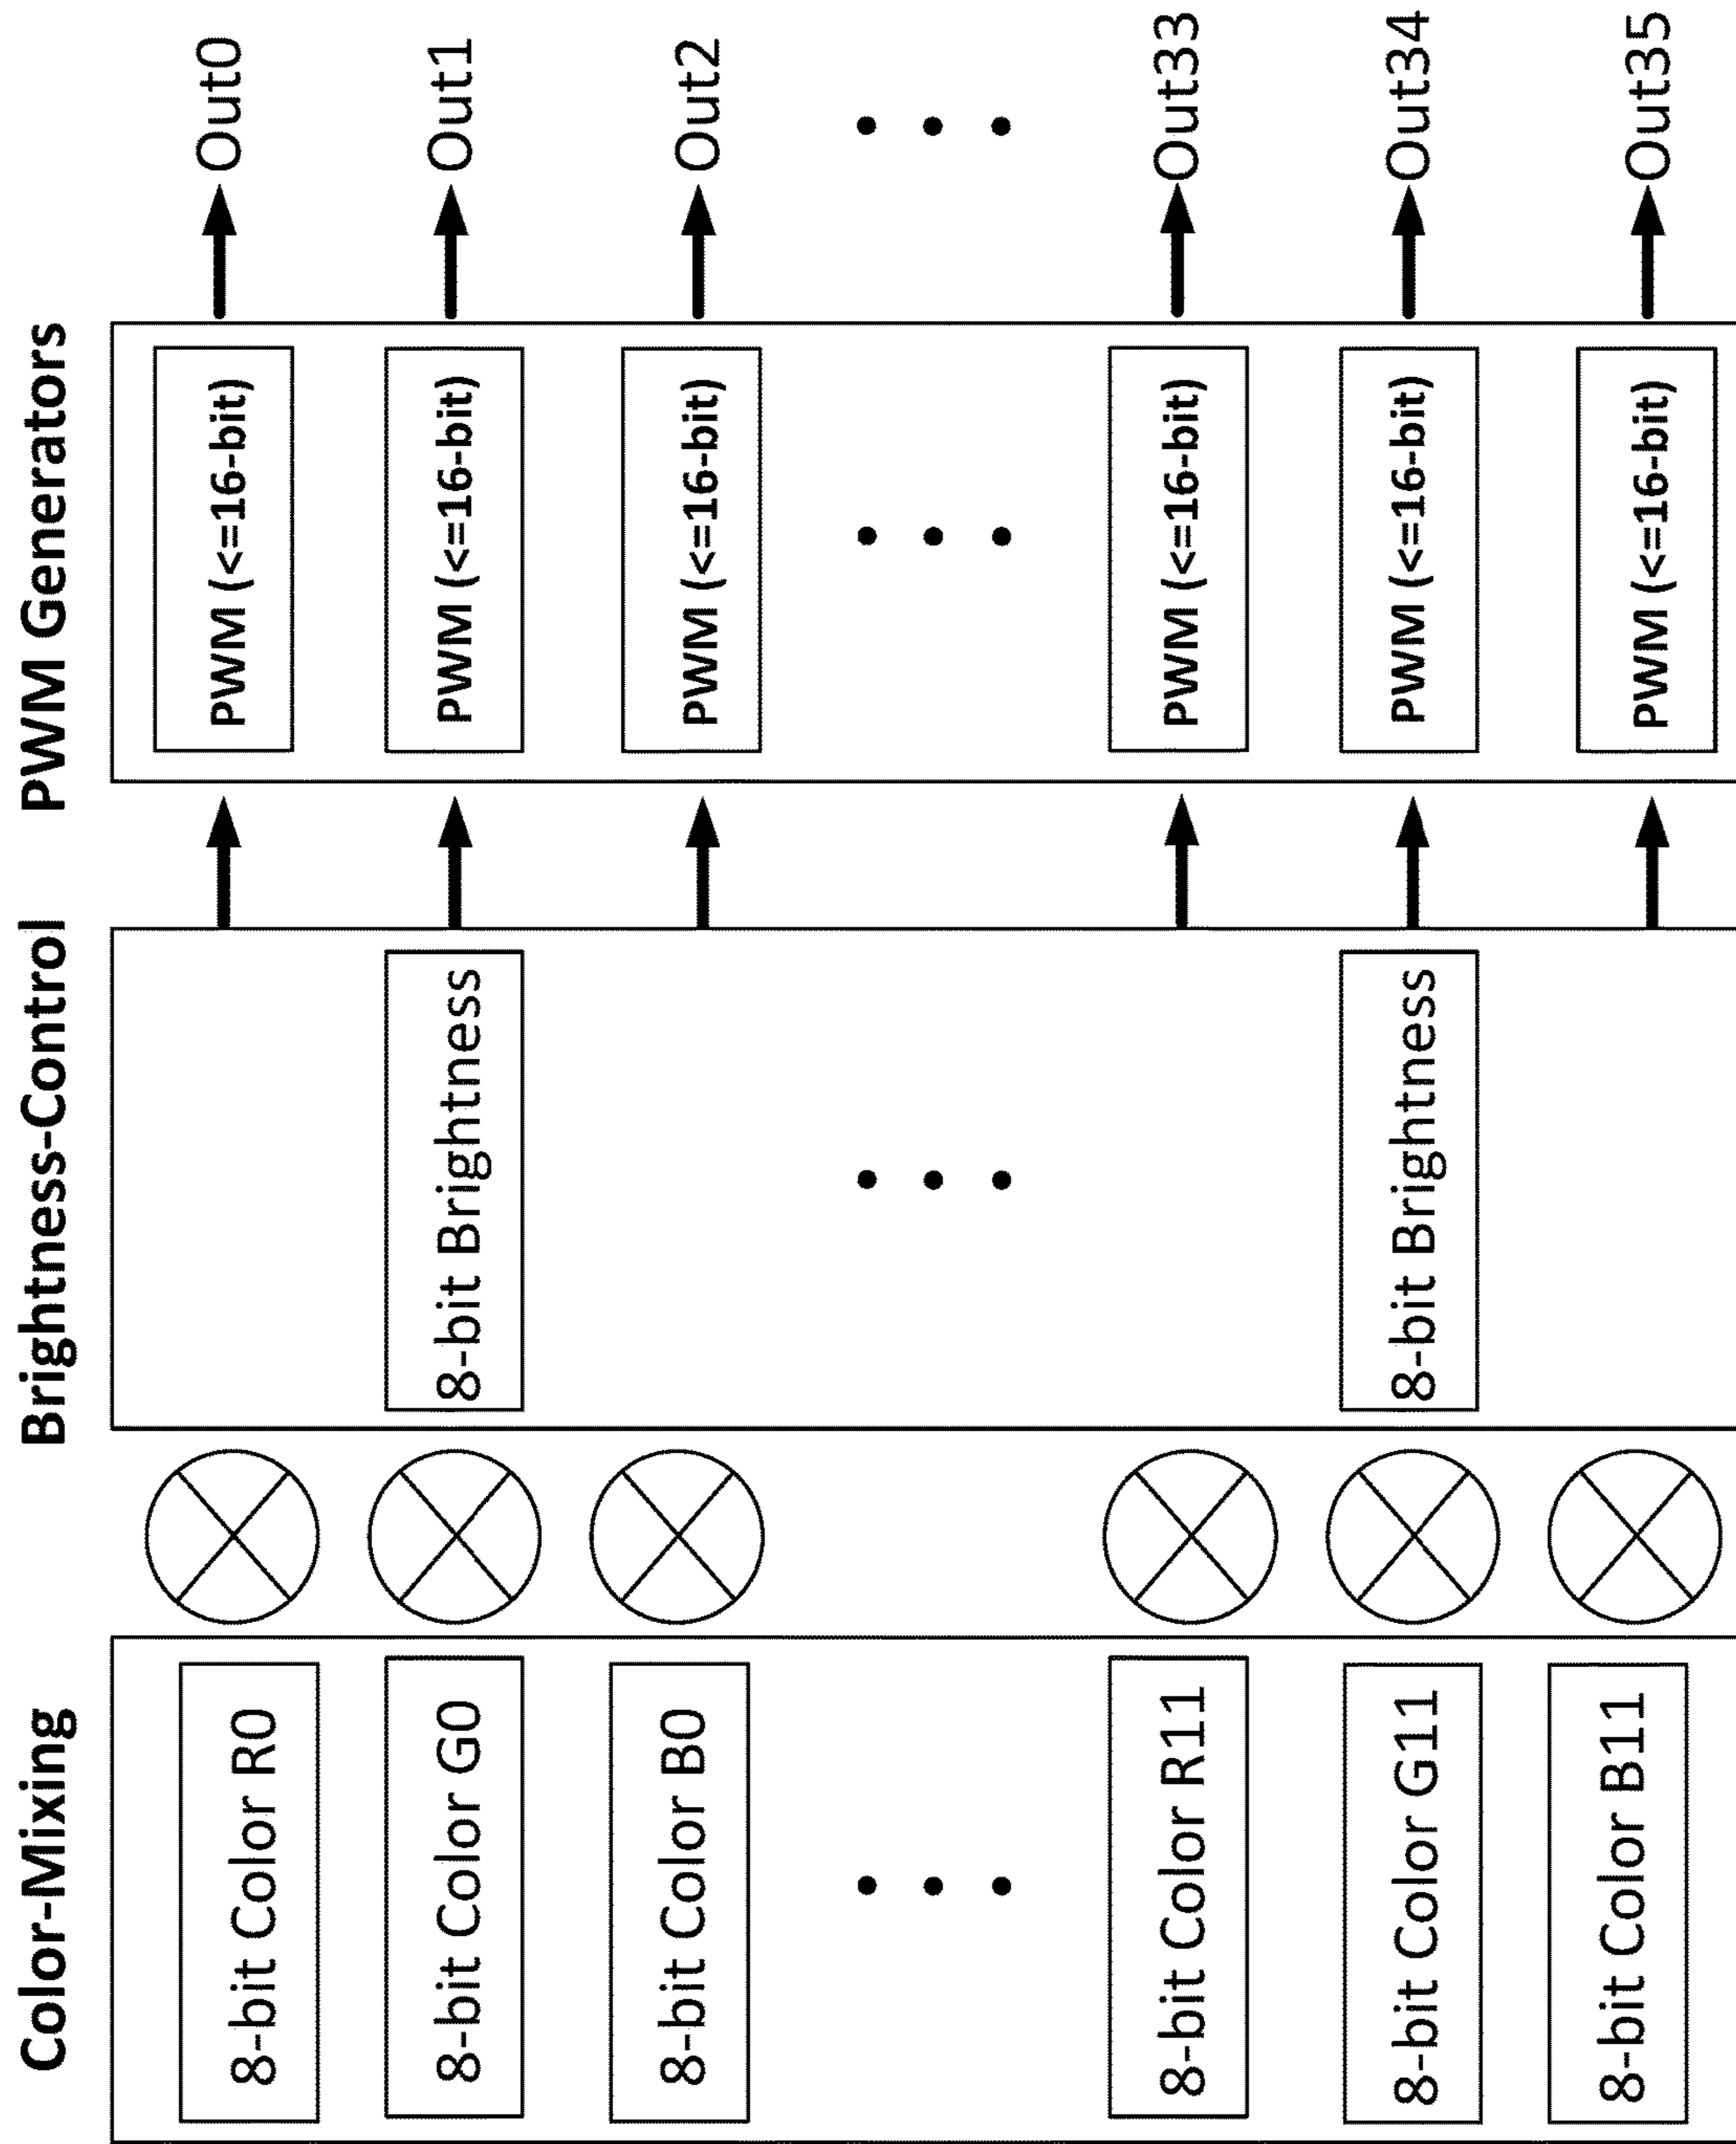 Color-Mixing Brightness-Control PWM Generators
8-bit Color R0 PWM (<=16-bit) Out0
8-bit Color G0 8-bit Brightness PWM (<=16-bit) Out1
8-bit Color B0 PWM (<=16-bit) Out2
8-bit Color R11 PWM (<=16-bit) Out33
8-bit Color G11 8-bit Brightness PWM (<=16-bit) Out34
8-bit Color B11 PWM (<=16-bit) Out35